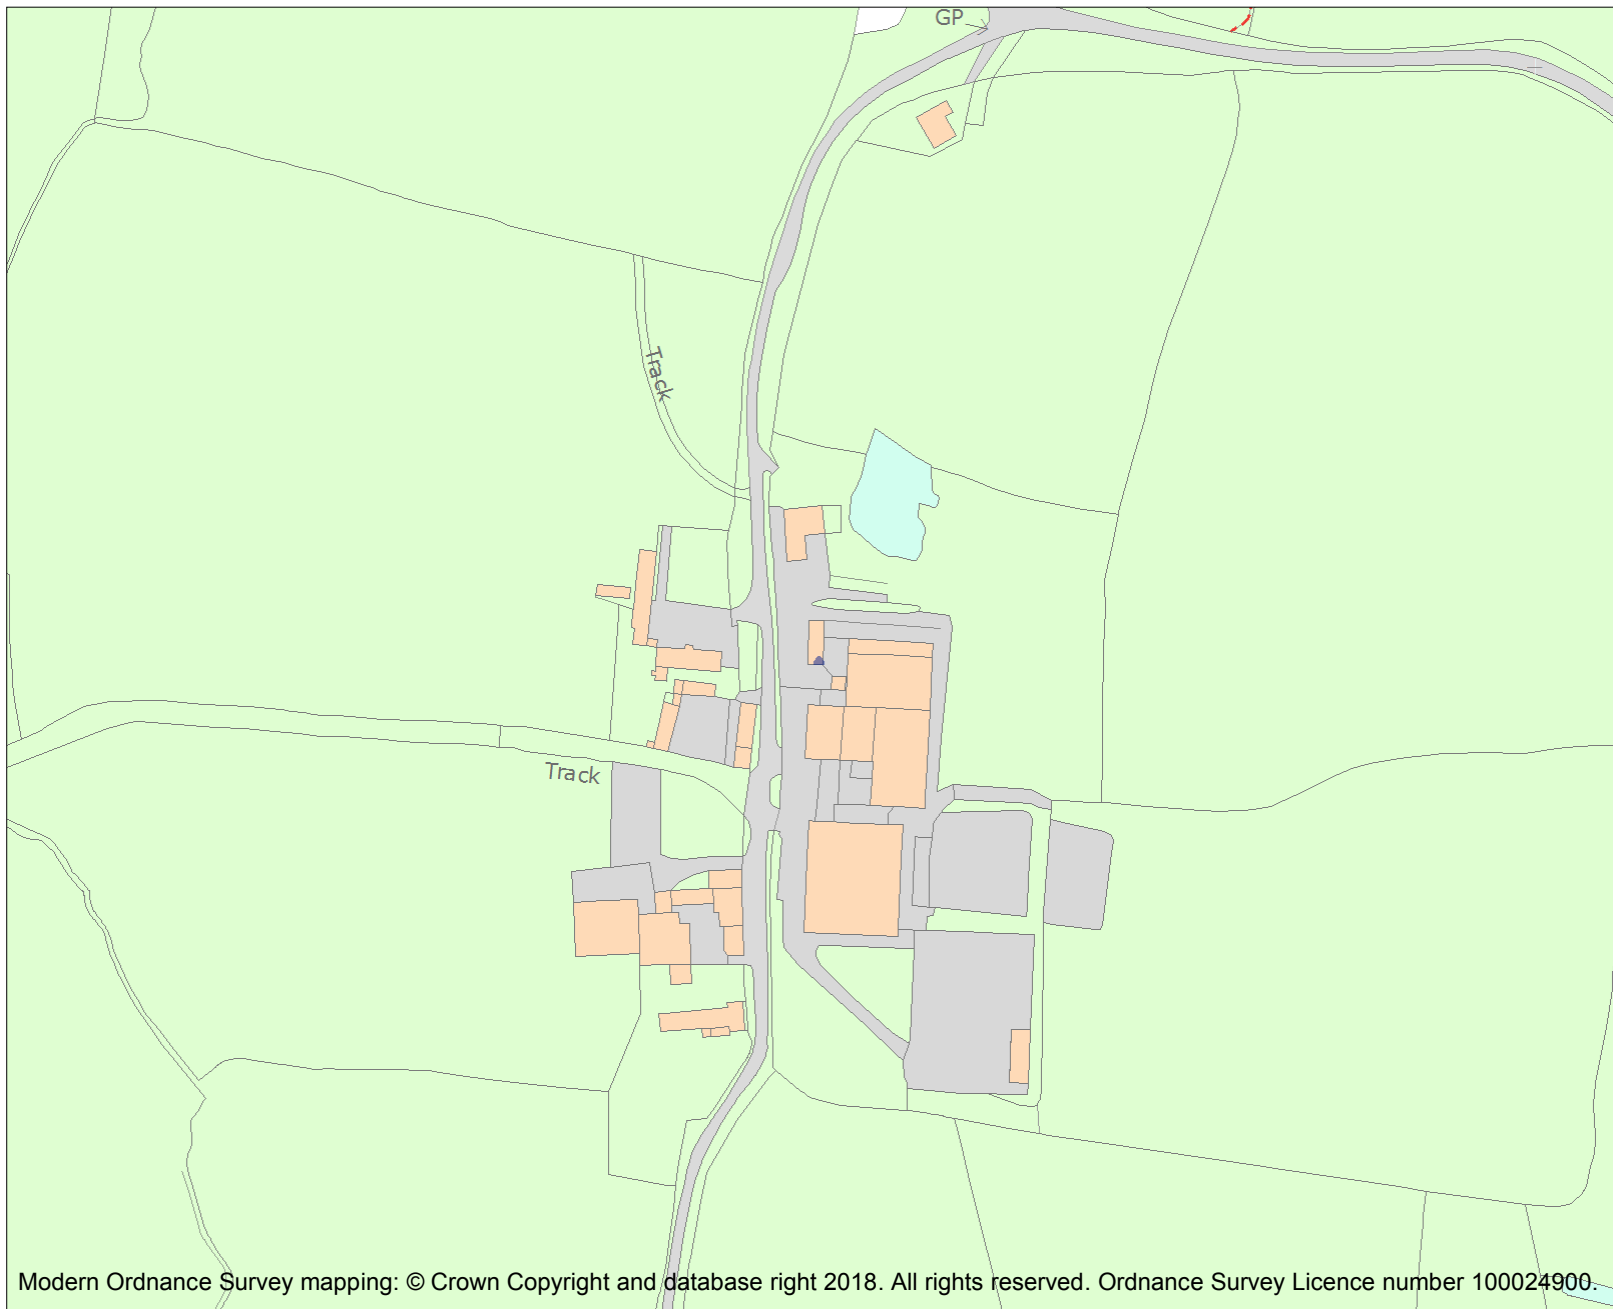 GP
Track
Track
Modern Ordnance Survey mapping: © Crown Copyright and database right 2018. All rights reserved. Ordnance Survey Licence number 100024900.